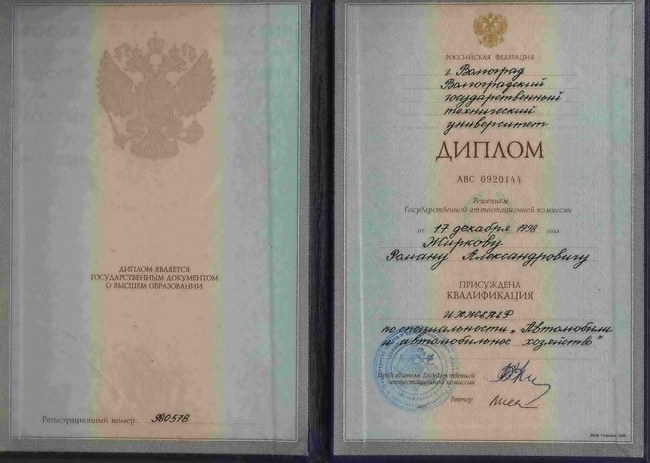 ДИПЛОМ ЯВЛЯЕТСЯ
ГОСУДАРСТВЕННЫМ ДОКУМЕНТОМ
О ВЫСШЕМ ОБРАЗОВАНИИ
Регистрационный номер ЯВ0578
РОССИЙСКАЯ ФЕДЕРАЦИЯ
г. Волгоград
Волгоградский
государственный
технический
университет
ДИПЛОМ
АВС 0920144
Решением
Государственной аттестационной комиссии
от 17 декабря 1998 года
Жиркову
Роману Александровичу
ПРИСУЖДЕНА
КВАЛИФИКАЦИЯ
ИНЖЕНЕР
по специальности „Автомобили
и автомобильное хозяйство"
Председатель Государственной
аттестационной комиссии
Ректор